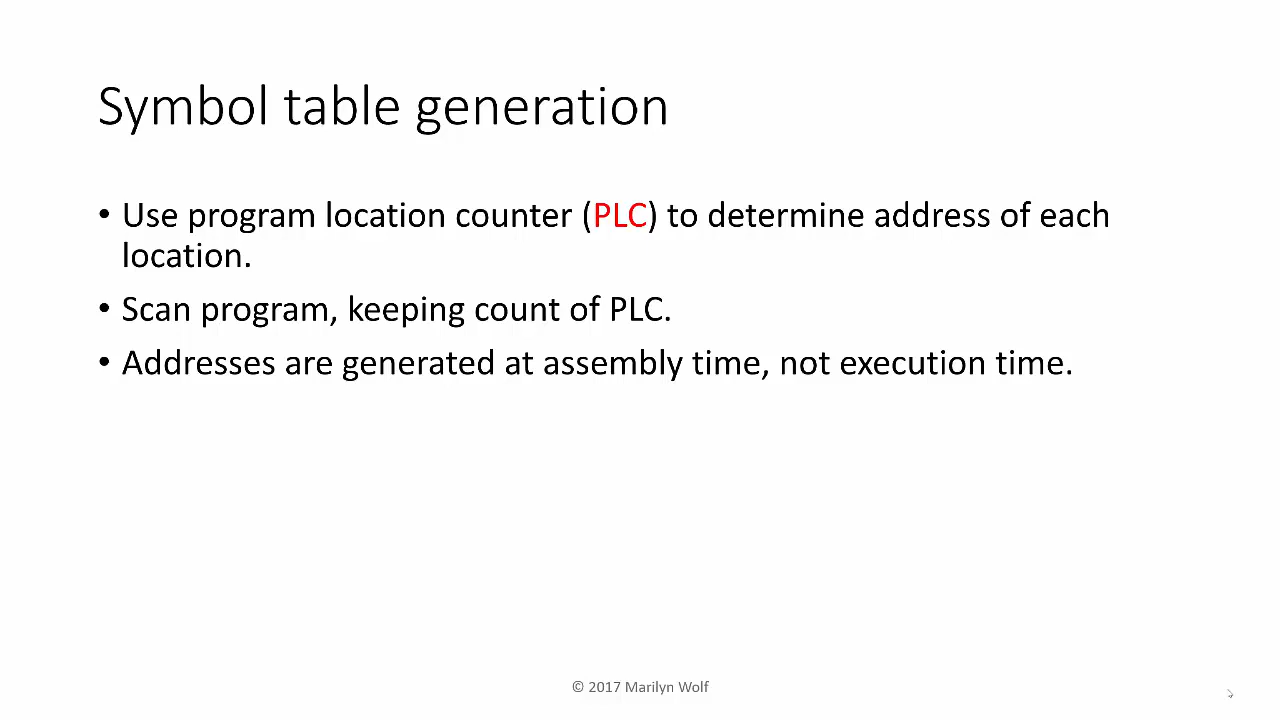 Symbol table generation
• Use program location counter (PLC) to determine address of each
location.
• Scan program, keeping count of PLC.
• Addresses are generated at assembly time, not execution time.
© 2017 Marilyn Wolf